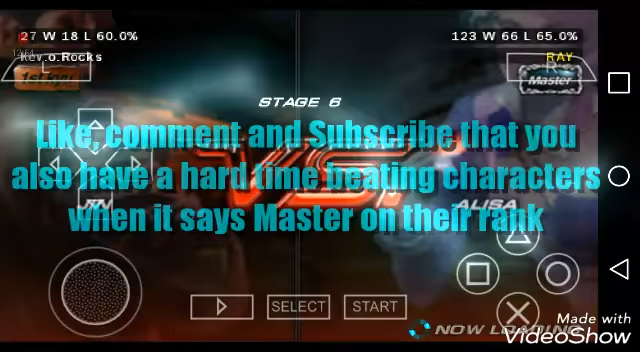 27 W 18 L 60.0%
123 W 66 L 65.0%
Kev.o.Rocks
RAY
Master
STAGE 6
Like, comment and Subscribe that you
also have a hard time beating characters
when it says Master on their rank
VS.
ALISA
SELECT
START
NOW LOADING
Made with
VideoShow